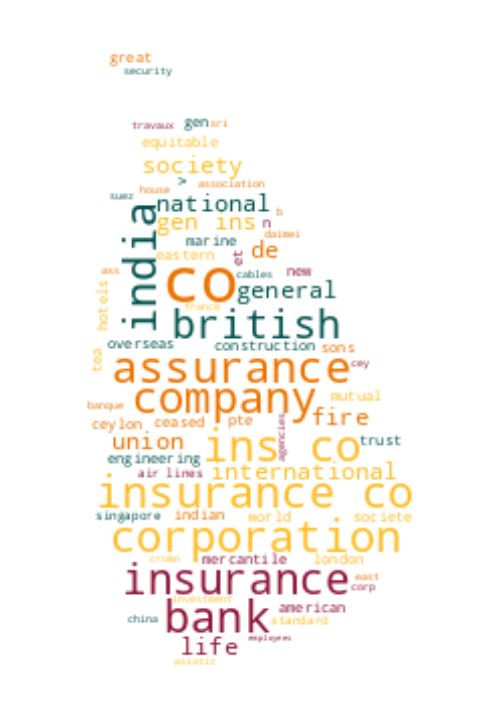 great
security
travaux gen sri
equitable
society
> association
suez house
india national b
gen ins n
daimei
marine et de
eastern
ass co cables new
hotels general
france
british
overseas construction sons
tea assurance cey
company mutual
banque
ceylon ceased pte agencies fire
union ins co trust
engineering
air lines international
insurance co
singapore indian world societe
corporation
crown mercantile london
insurance east
corp
investment
bank american
china standard
employees
life
asiatic